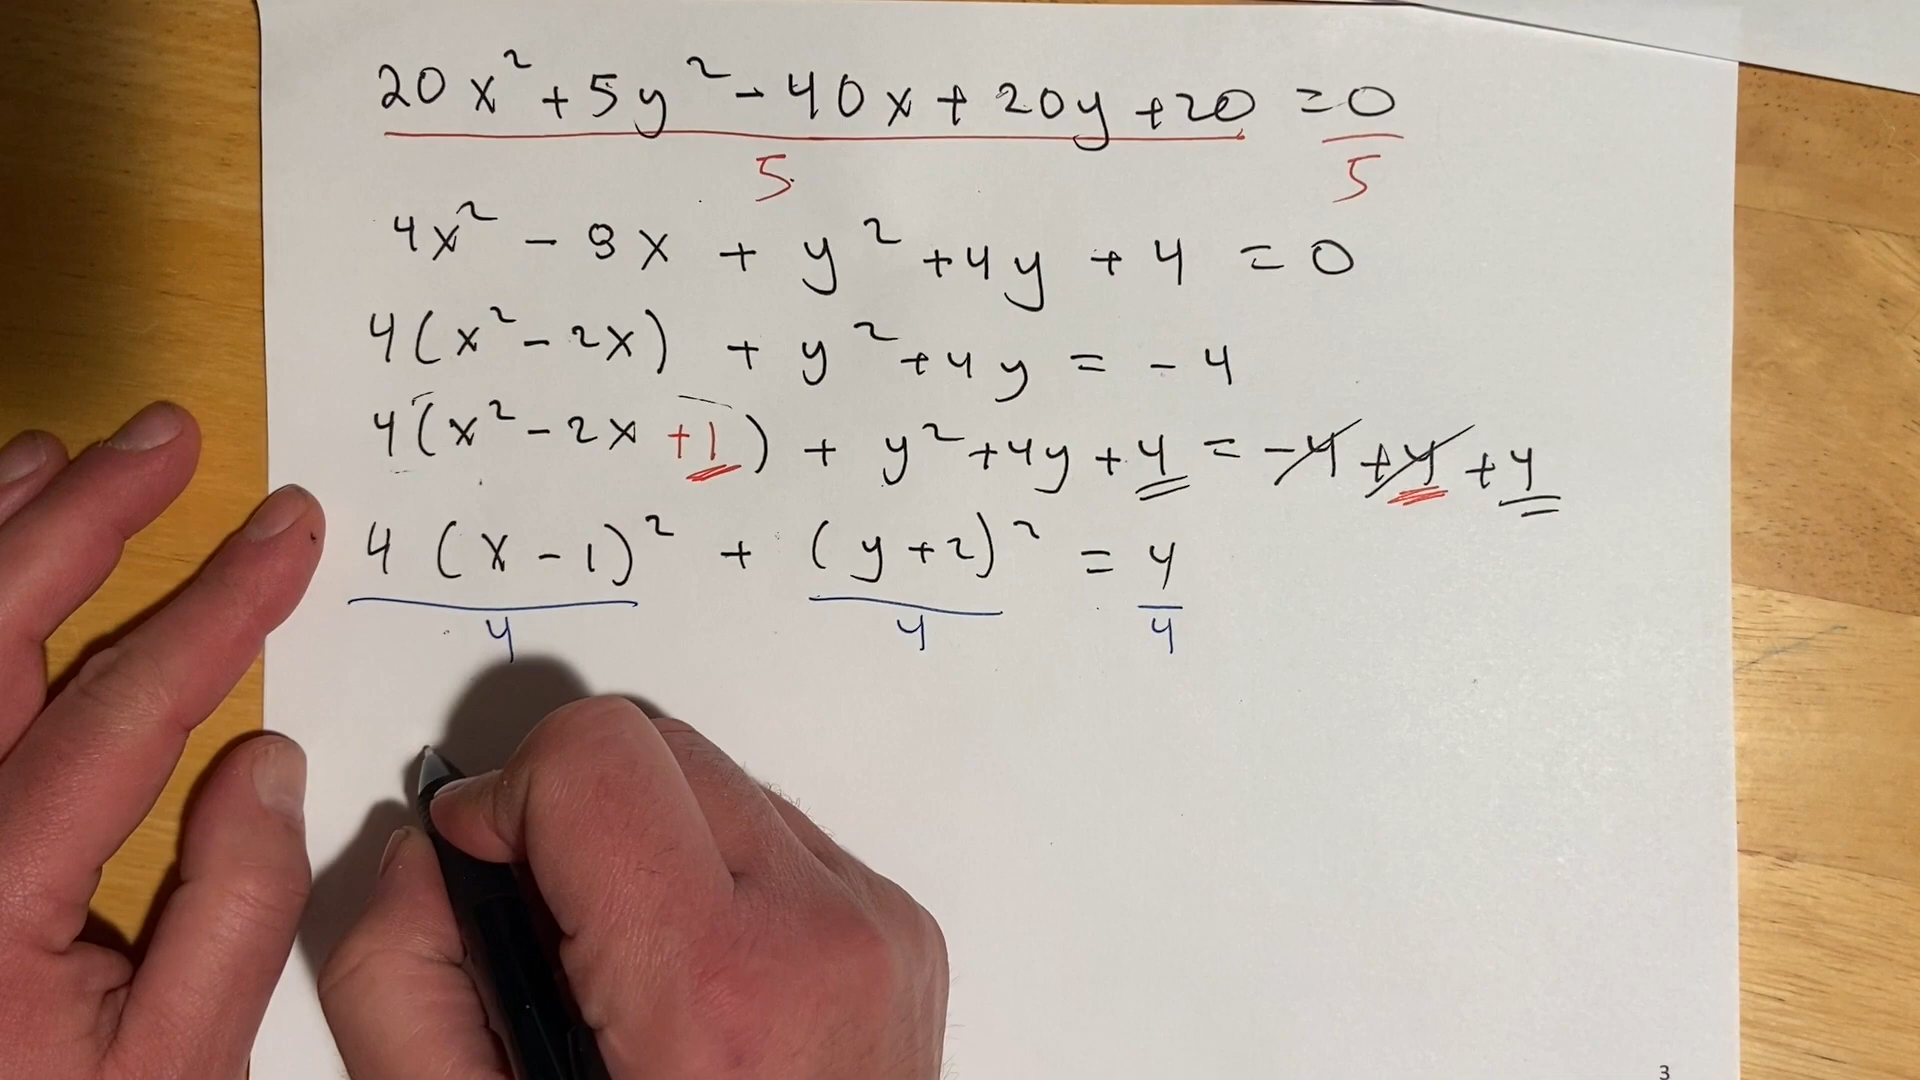 20x² + 5y² - 40x + 20y + 20 = 0
5 5
4x² - 8x + y² + 4y + 4 = 0
4(x² - 2x) + y² + 4y = -4
4(x² - 2x + 1) + y² + 4y + 4 = -4 + 4 + 4
4(x - 1)² + (y + 2)² = 4
4 4 4
3